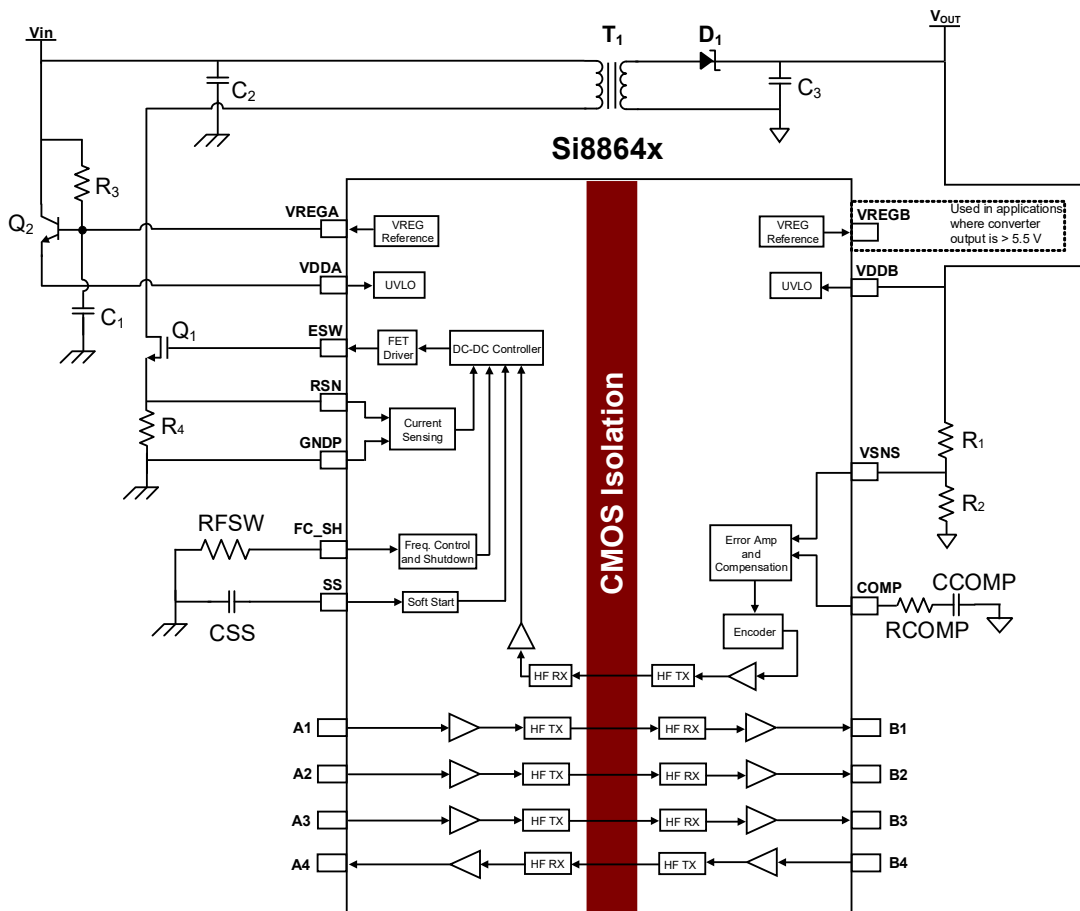 Vin
T1
D1
VOUT
C2
C3
Si8864x
R3
Q2
VREGA
VREG
Reference
VREG
Reference
VREGB
Used in applications
where converter
output is > 5.5 V
VDDA
UVLO
UVLO
VDDB
C1
Q1
ESW
FET
Driver
DC-DC Controller
RSN
Current
Sensing
R4
GNDP
CMOS Isolation
VSNS
R1
R2
RFSW
FC_SH
Freq. Control
and Shutdown
Error Amp
and
Compensation
SS
Soft Start
CSS
COMP
CCOMP
RCOMP
Encoder
HF RX
HF TX
A1
HF TX
HF RX
B1
A2
HF TX
HF RX
B2
A3
HF TX
HF RX
B3
A4
HF RX
HF TX
B4